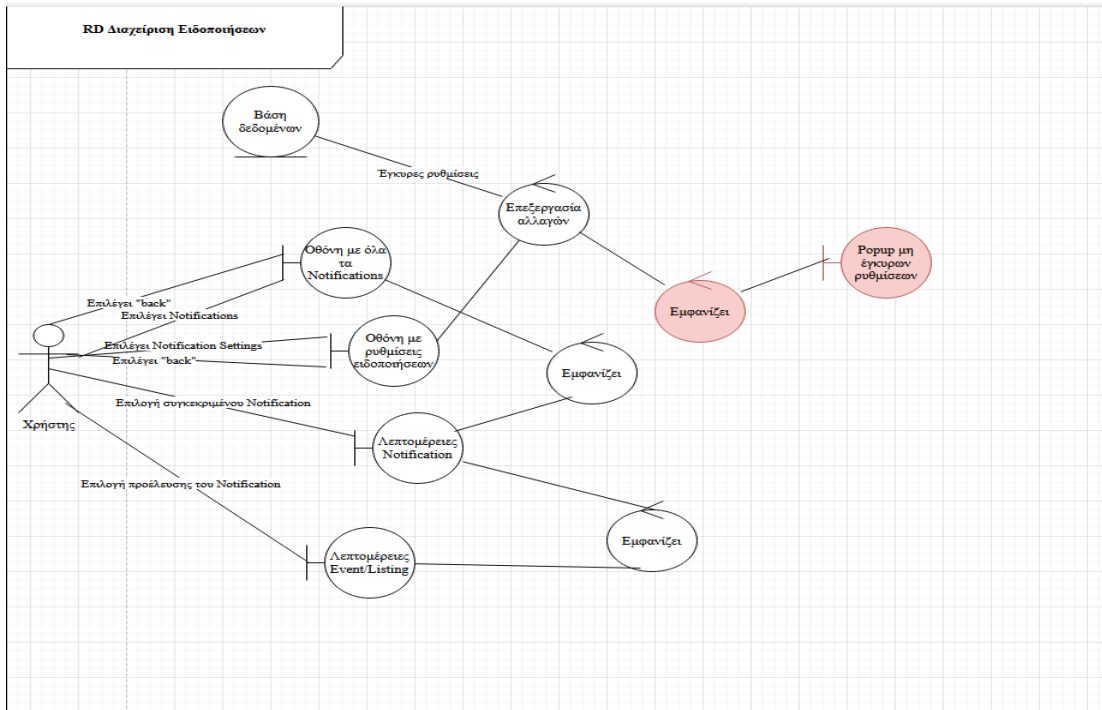 RD Διαχείριση Ειδοποιήσεων
Βάση
δεδομένων
Έγκυρες ρυθμίσεις
Επεξεργασία
αλλαγών
Οθόνη με όλα
τα
Notifications
Popup μη
έγκυρων
ρυθμίσεων
Επιλέγει "back"
Επιλέγει Notifications
Εμφανίζει
Επιλέγει Notification Settings
Επιλέγει "back"
Οθόνη με
ρυθμίσεις
ειδοποιήσεων
Εμφανίζει
Επιλογή συγκεκριμένου Notification
Χρήστης
Λεπτομέρειες
Notification
Επιλογή προέλευσης του Notification
Εμφανίζει
Λεπτομέρειες
Event/Listing